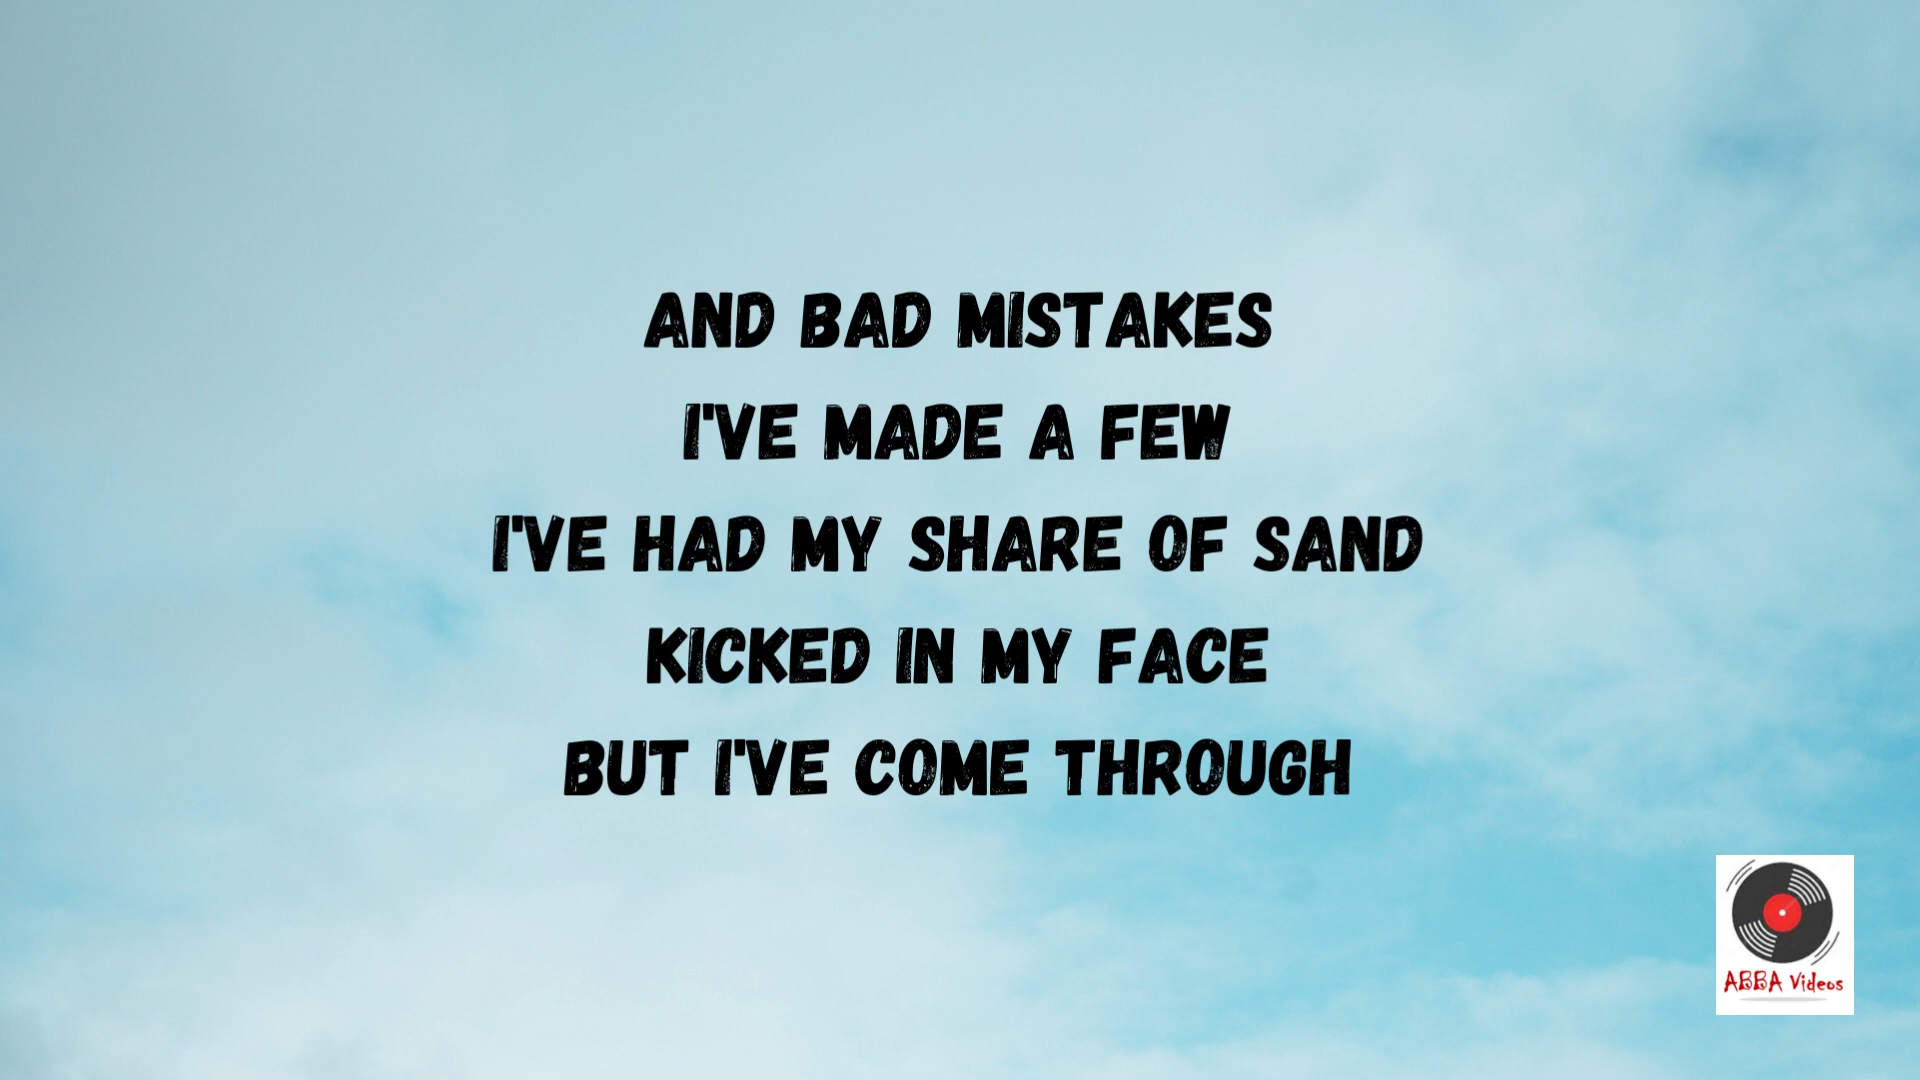 AND BAD MISTAKES
I'VE MADE A FEW
I'VE HAD MY SHARE OF SAND
KICKED IN MY FACE
BUT I'VE COME THROUGH
ABBA Videos